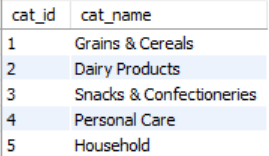 cat_id cat_name
1 Grains & Cereals
2 Dairy Products
3 Snacks & Confectioneries
4 Personal Care
5 Household